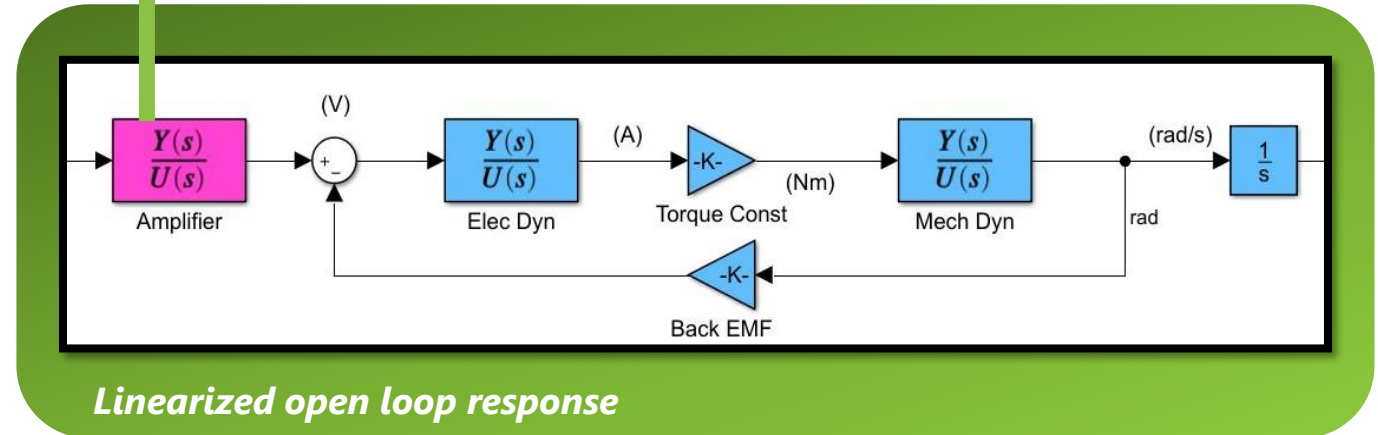 (V)
(A)
(rad/s)
Y(s)
U(s)
+
−
Y(s)
U(s)
-K-
(Nm)
Y(s)
U(s)
1
s
Amplifier
Elec Dyn
Torque Const
Mech Dyn
rad
-K-
Back EMF
Linearized open loop response